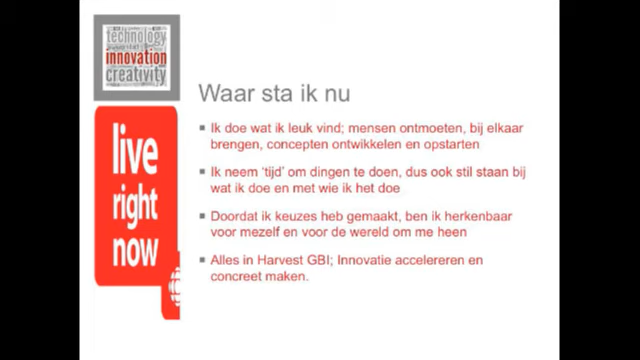 technology
innovation
creativity
live
right
now
Waar sta ik nu
Ik doe wat ik leuk vind; mensen ontmoeten, bij elkaar
brengen, concepten ontwikkelen en opstarten
Ik neem ‘tijd’ om dingen te doen, dus ook stil staan bij
wat ik doe en met wie ik het doe
Doordat ik keuzes heb gemaakt, ben ik herkenbaar
voor mezelf en voor de wereld om me heen
Alles in Harvest GBI; Innovatie accelereren en
concreet maken.